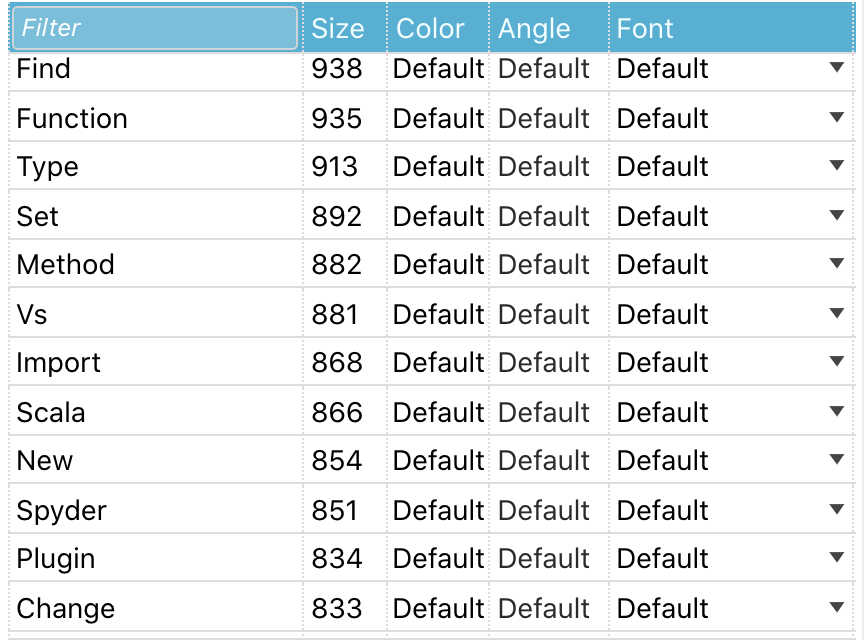 Filter Size Color Angle Font
Find 938 Default Default Default
Function 935 Default Default Default
Type 913 Default Default Default
Set 892 Default Default Default
Method 882 Default Default Default
Vs 881 Default Default Default
Import 868 Default Default Default
Scala 866 Default Default Default
New 854 Default Default Default
Spyder 851 Default Default Default
Plugin 834 Default Default Default
Change 833 Default Default Default